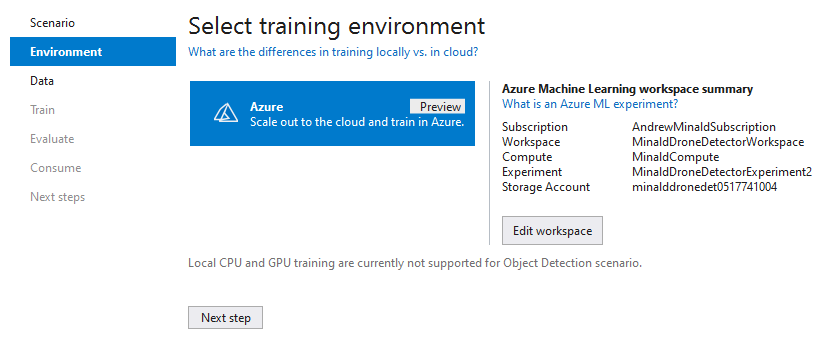 Scenario
Environment
Data
Train
Evaluate
Consume
Next steps
Select training environment
What are the differences in training locally vs. in cloud?
Azure
Preview
Scale out to the cloud and train in Azure.
Azure Machine Learning workspace summary
What is an Azure ML experiment?
Subscription AndrewMinaldSubscription
Workspace MinaldDroneDetectorWorkspace
Compute MinaldCompute
Experiment MinaldDroneDetectorExperiment2
Storage Account minalddronedet0517741004
Edit workspace
Local CPU and GPU training are currently not supported for Object Detection scenario.
Next step